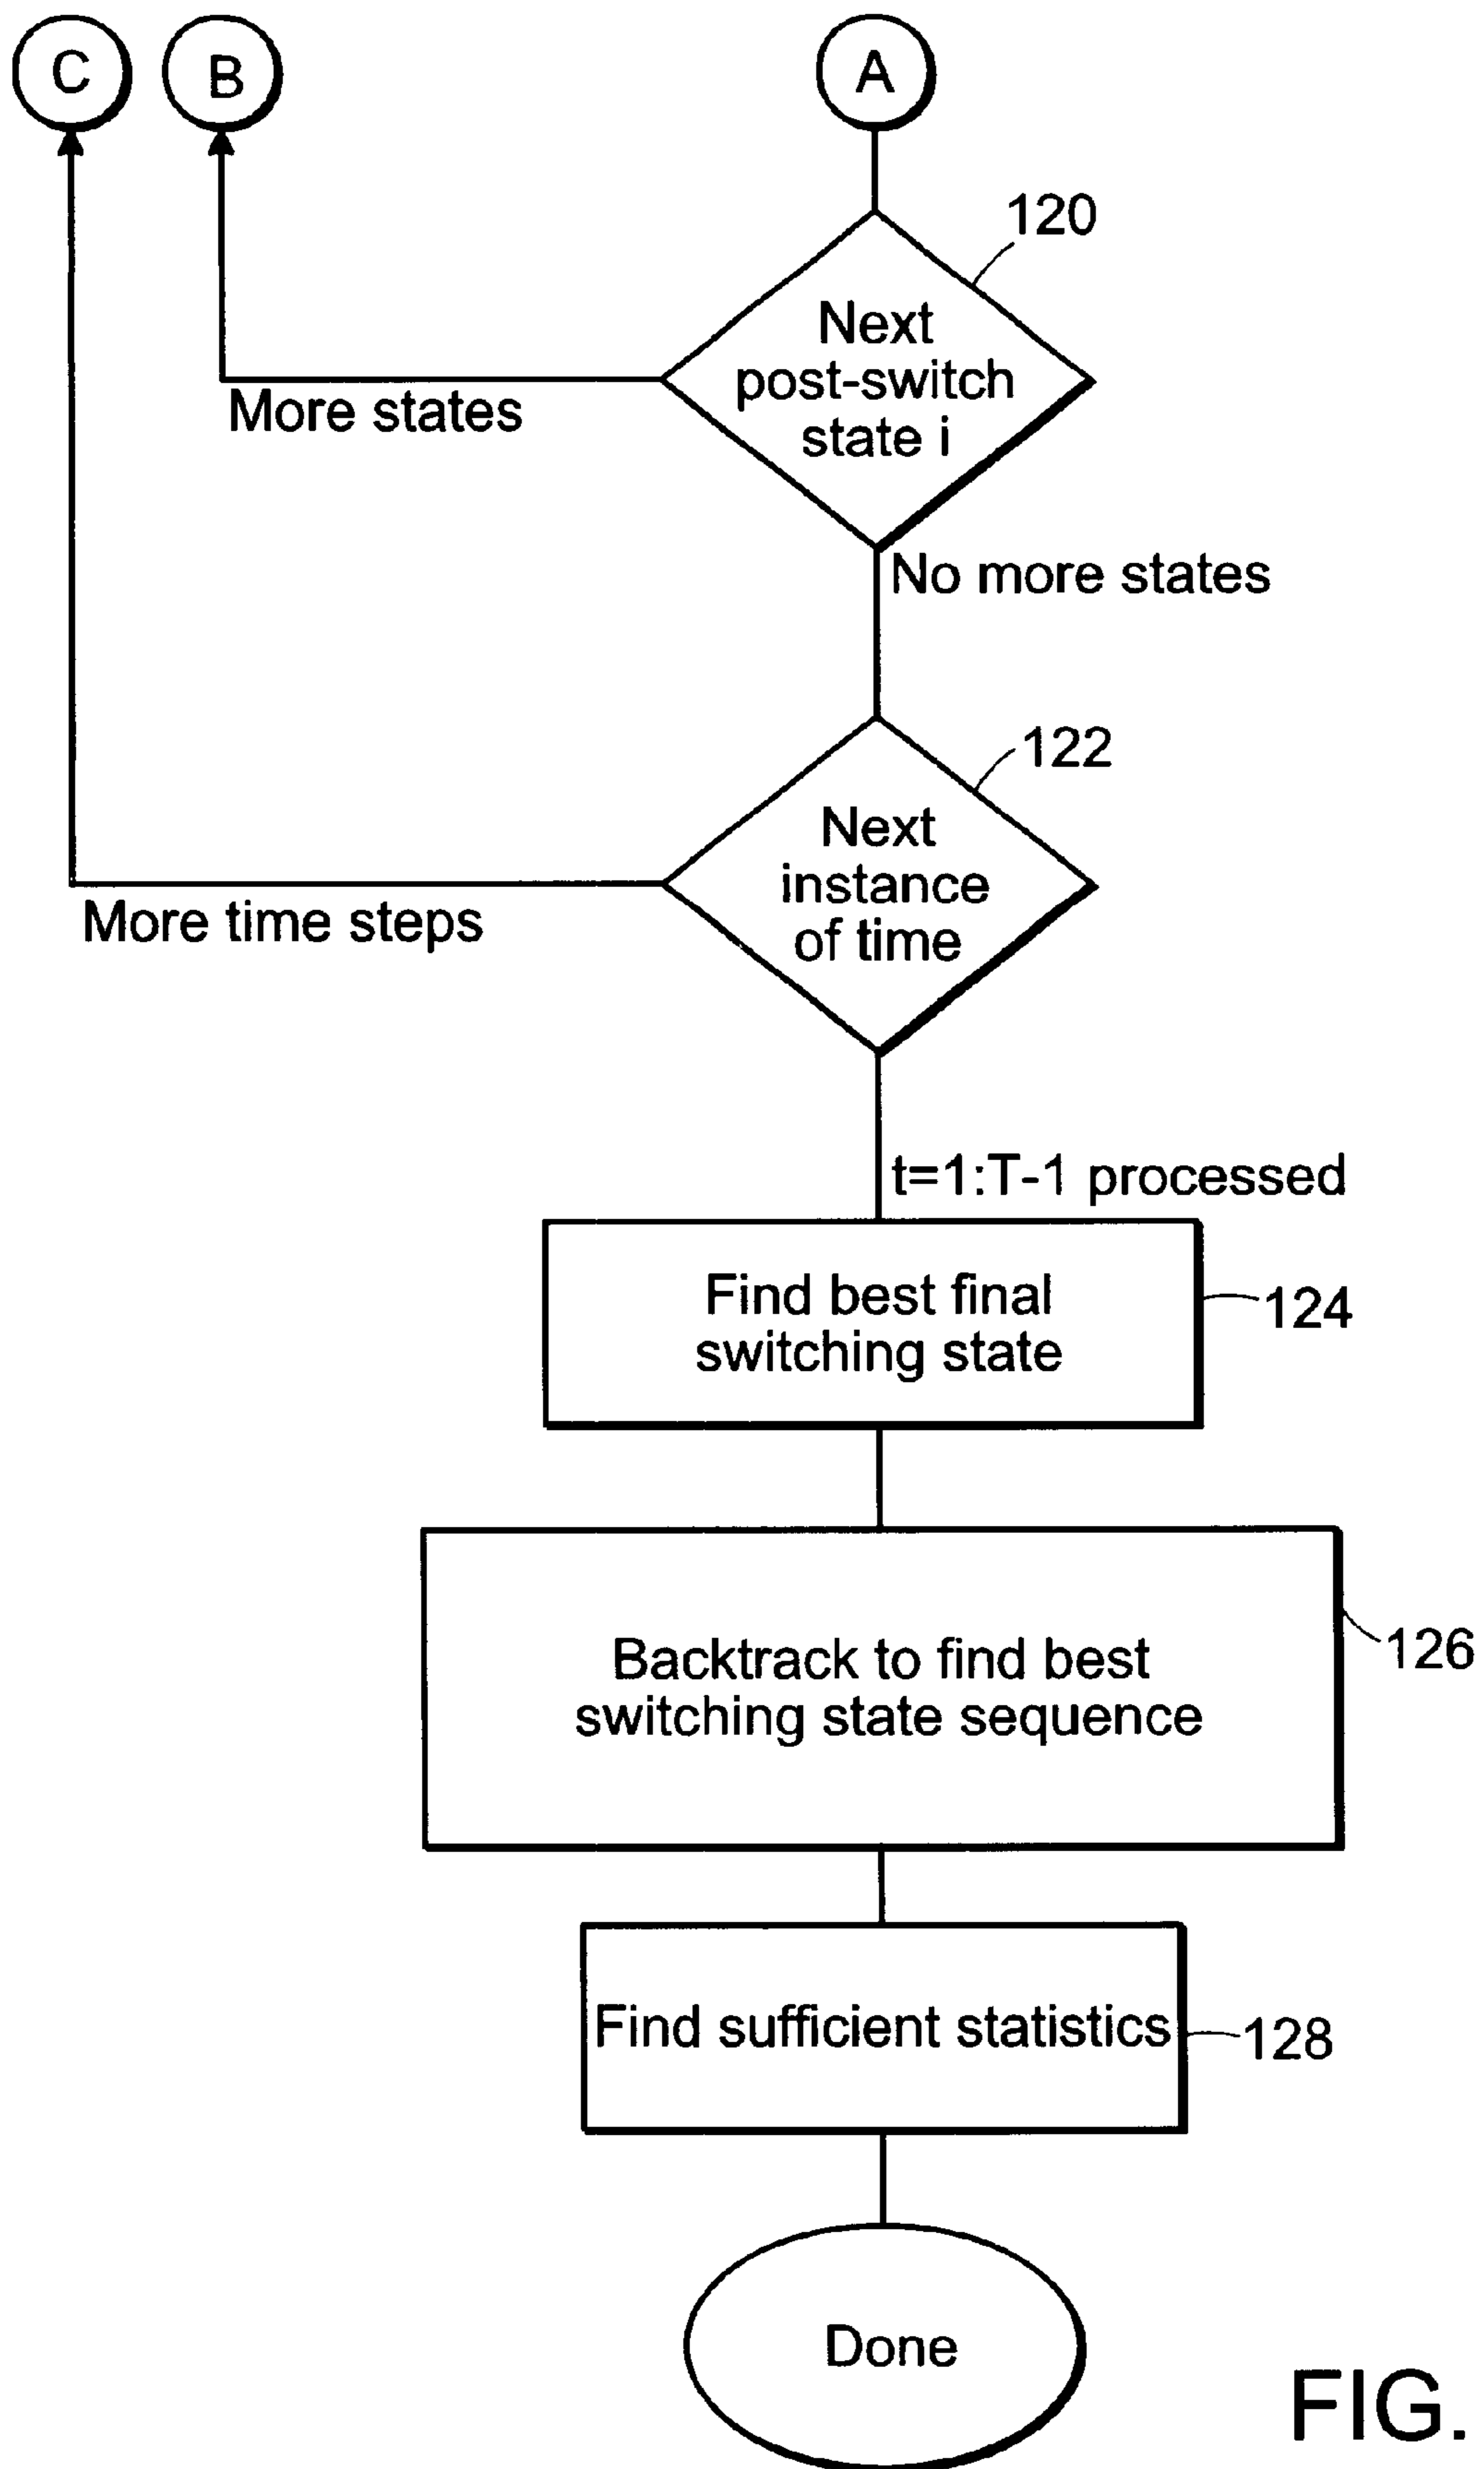 C
B
A
120
Next
post-switch
state i
More states
No more states
122
Next
instance
of time
More time steps
t=1:T-1 processed
Find best final
switching state
124
Backtrack to find best
switching state sequence
126
Find sufficient statistics
128
Done
FIG.